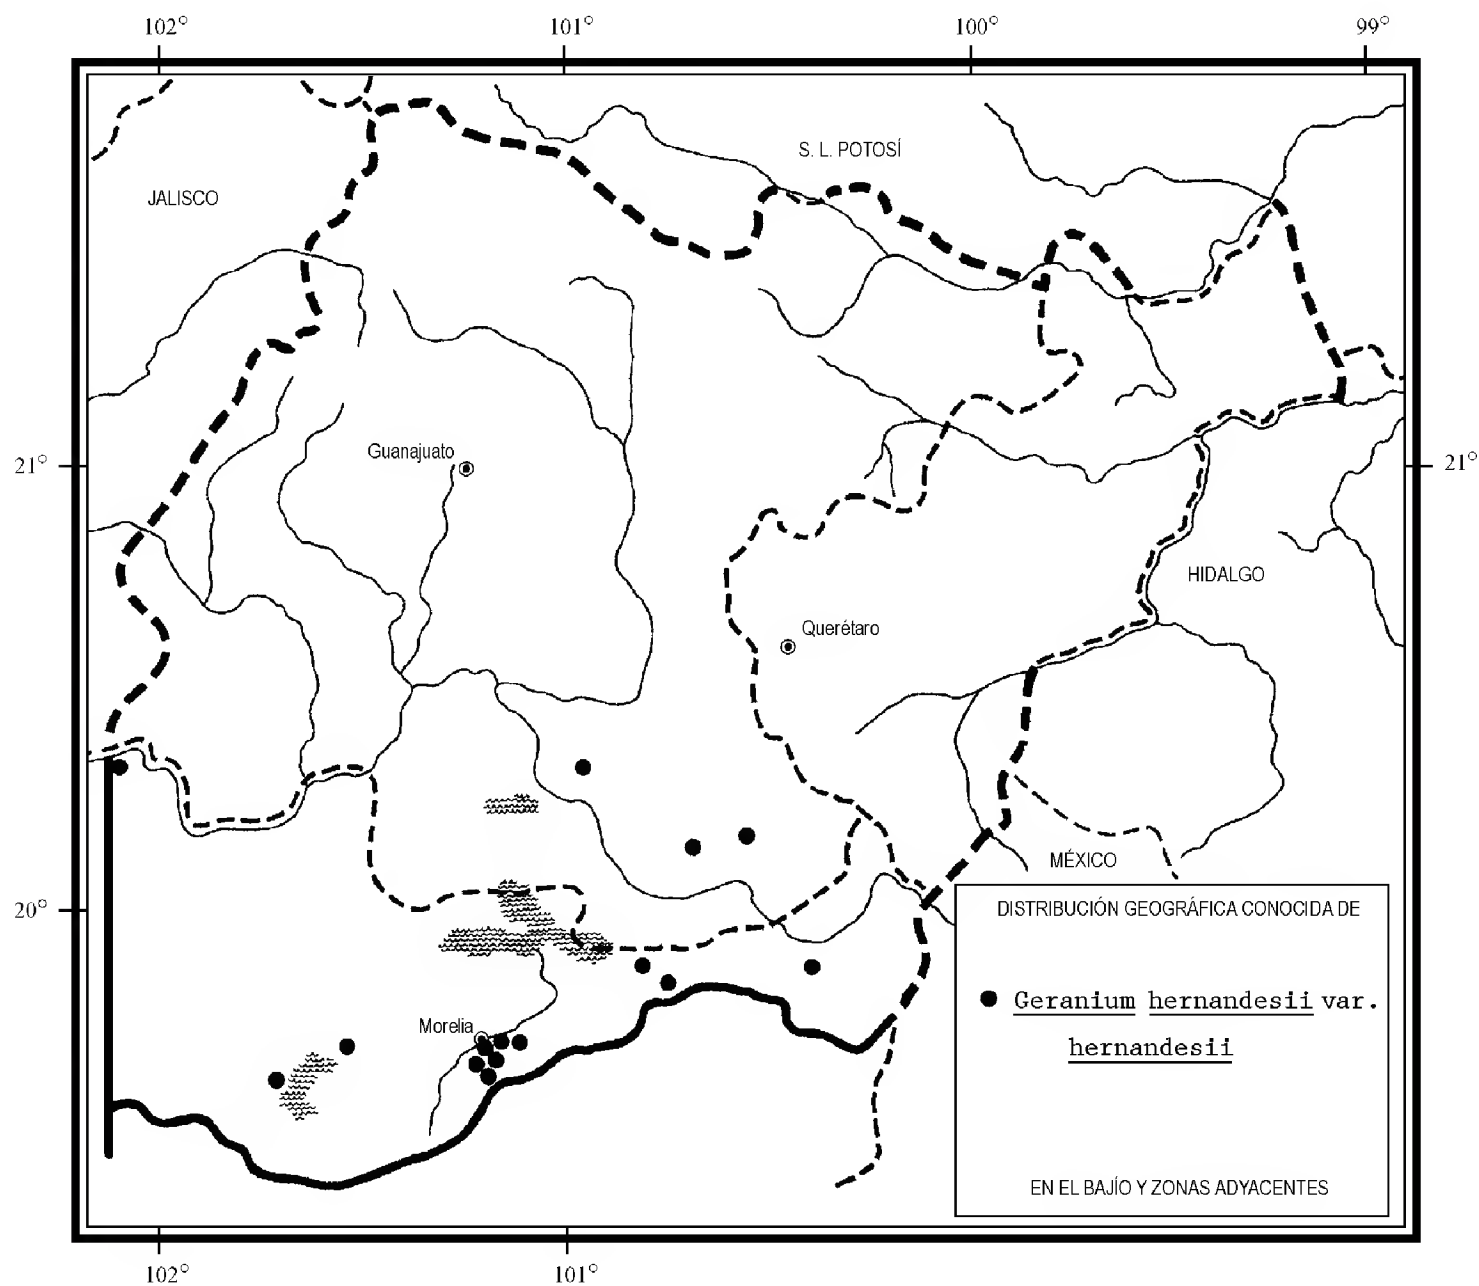 102° 101° 100° 99°
S. L. POTOSÍ
JALISCO
Guanajuato
21° 21°
HIDALGO
Querétaro
MÉXICO
20°
DISTRIBUCIÓN GEOGRÁFICA CONOCIDA DE
Geranium hernandesii var.
hernandesii
Morelia
EN EL BAJÍO Y ZONAS ADYACENTES
102° 101°